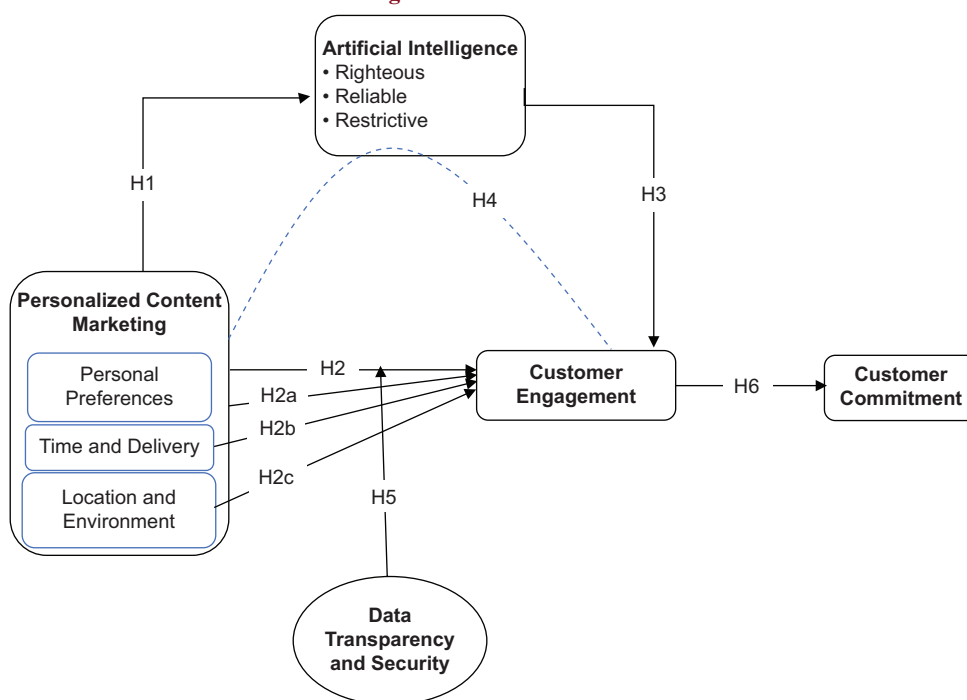 Artificial Intelligence
• Righteous
• Reliable
• Restrictive
H1
H4
H3
Personalized Content
Marketing
Personal
Preferences
Time and Delivery
Location and
Environment
H2
H2a
H2b
H2c
Customer
Engagement
H6
Customer
Commitment
H5
Data
Transparency
and Security